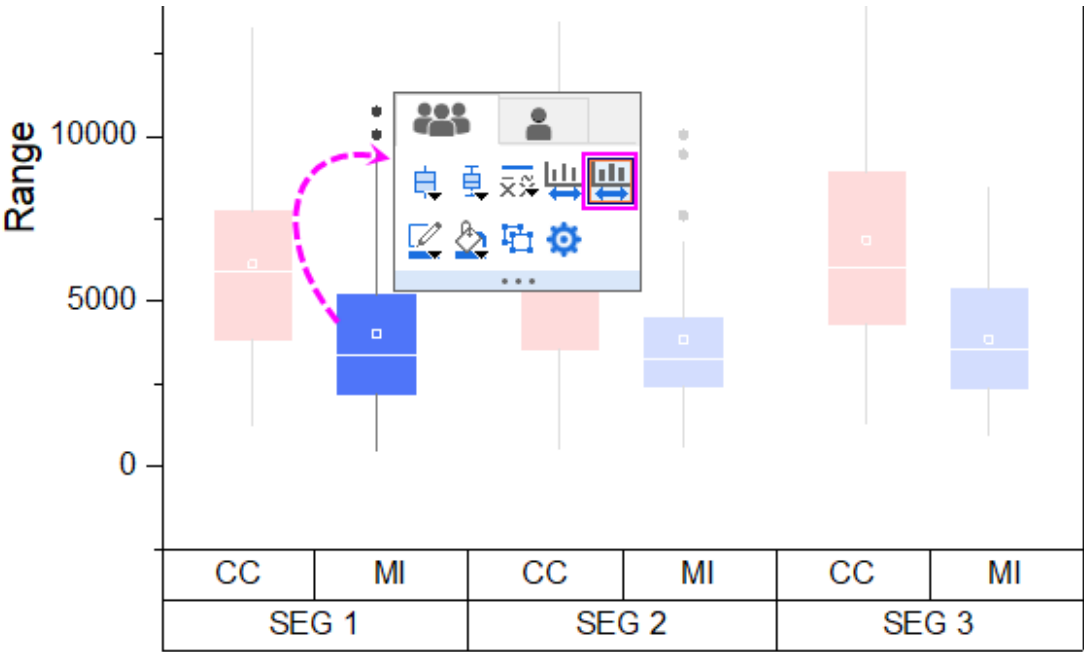 Range
10000
5000
0
CC MI CC MI CC MI
SEG 1 SEG 2 SEG 3